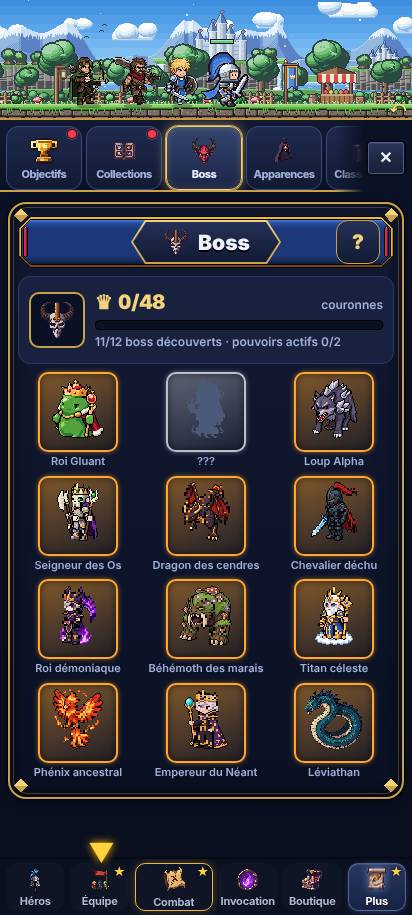 Objectifs
Collections
Boss
Apparences
Class
×
Boss
?
0/48
couronnes
11/12 boss découverts · pouvoirs actifs 0/2
Roi Gluant
???
Loup Alpha
Seigneur des Os
Dragon des cendres
Chevalier déchu
Roi démoniaque
Béhémoth des marais
Titan céleste
Phénix ancestral
Empereur du Néant
Léviathan
Héros
Équipe
Combat
Invocation
Boutique
Plus